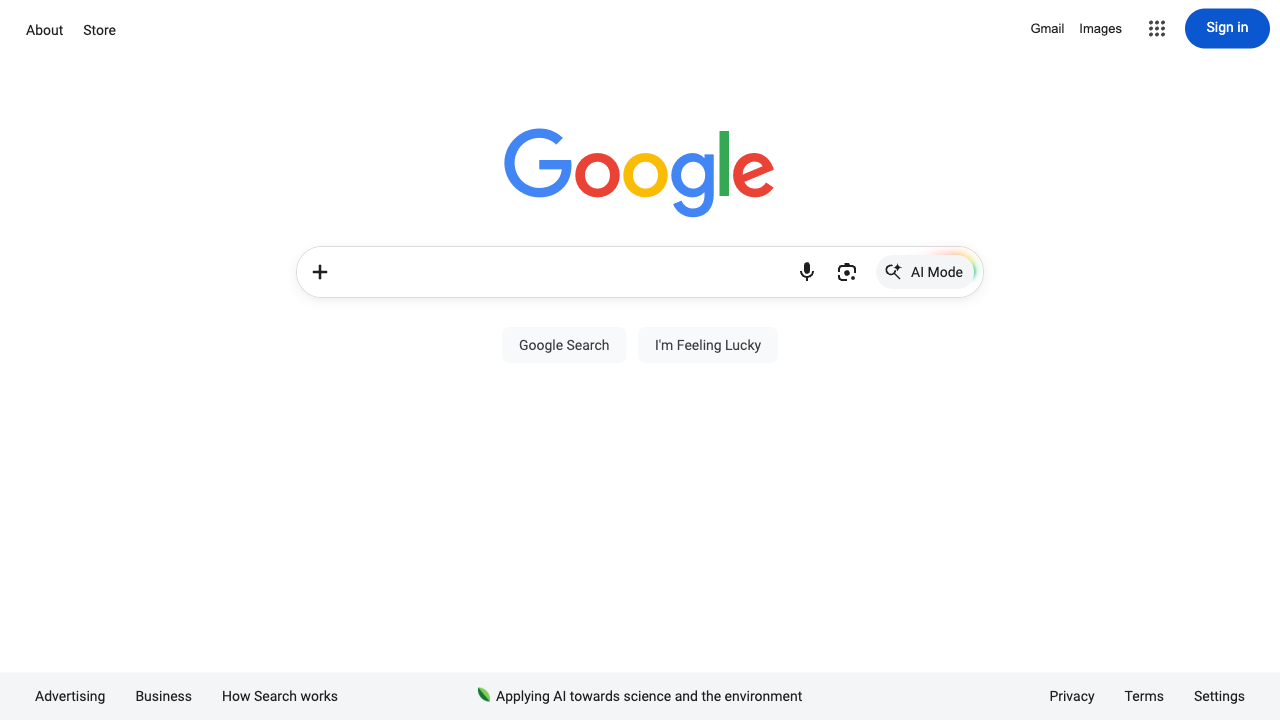 About Store
Gmail Images Sign in
Google
AI Mode
Google Search I'm Feeling Lucky
Advertising Business How Search works
Applying AI towards science and the environment
Privacy Terms Settings